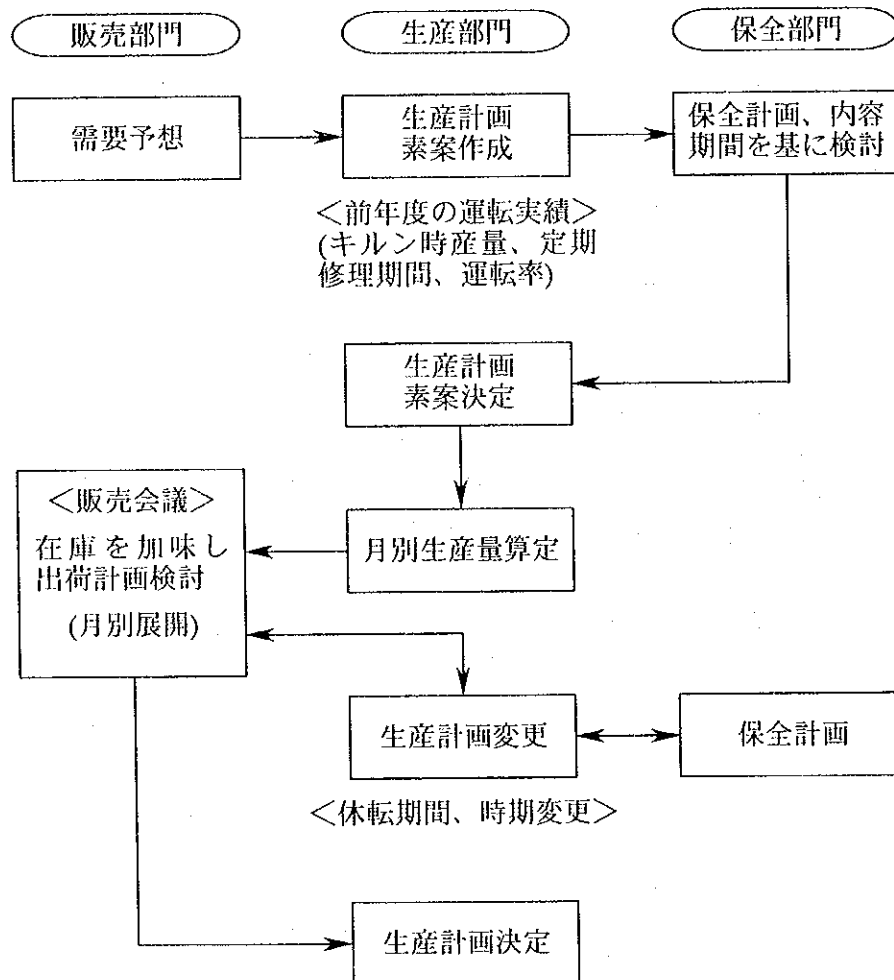 販売部門
生産部門
保全部門
需要予想
生産計画
素案作成
保全計画、内容
期間を基に検討
＜前年度の運転実績＞
(キルン時産量、定期
修理期間、運転率)
生産計画
素案決定
＜販売会議＞
在庫を加味し
出荷計画検討
(月別展開)
月別生産量算定
生産計画変更
保全計画
＜休転期間、時期変更＞
生産計画決定